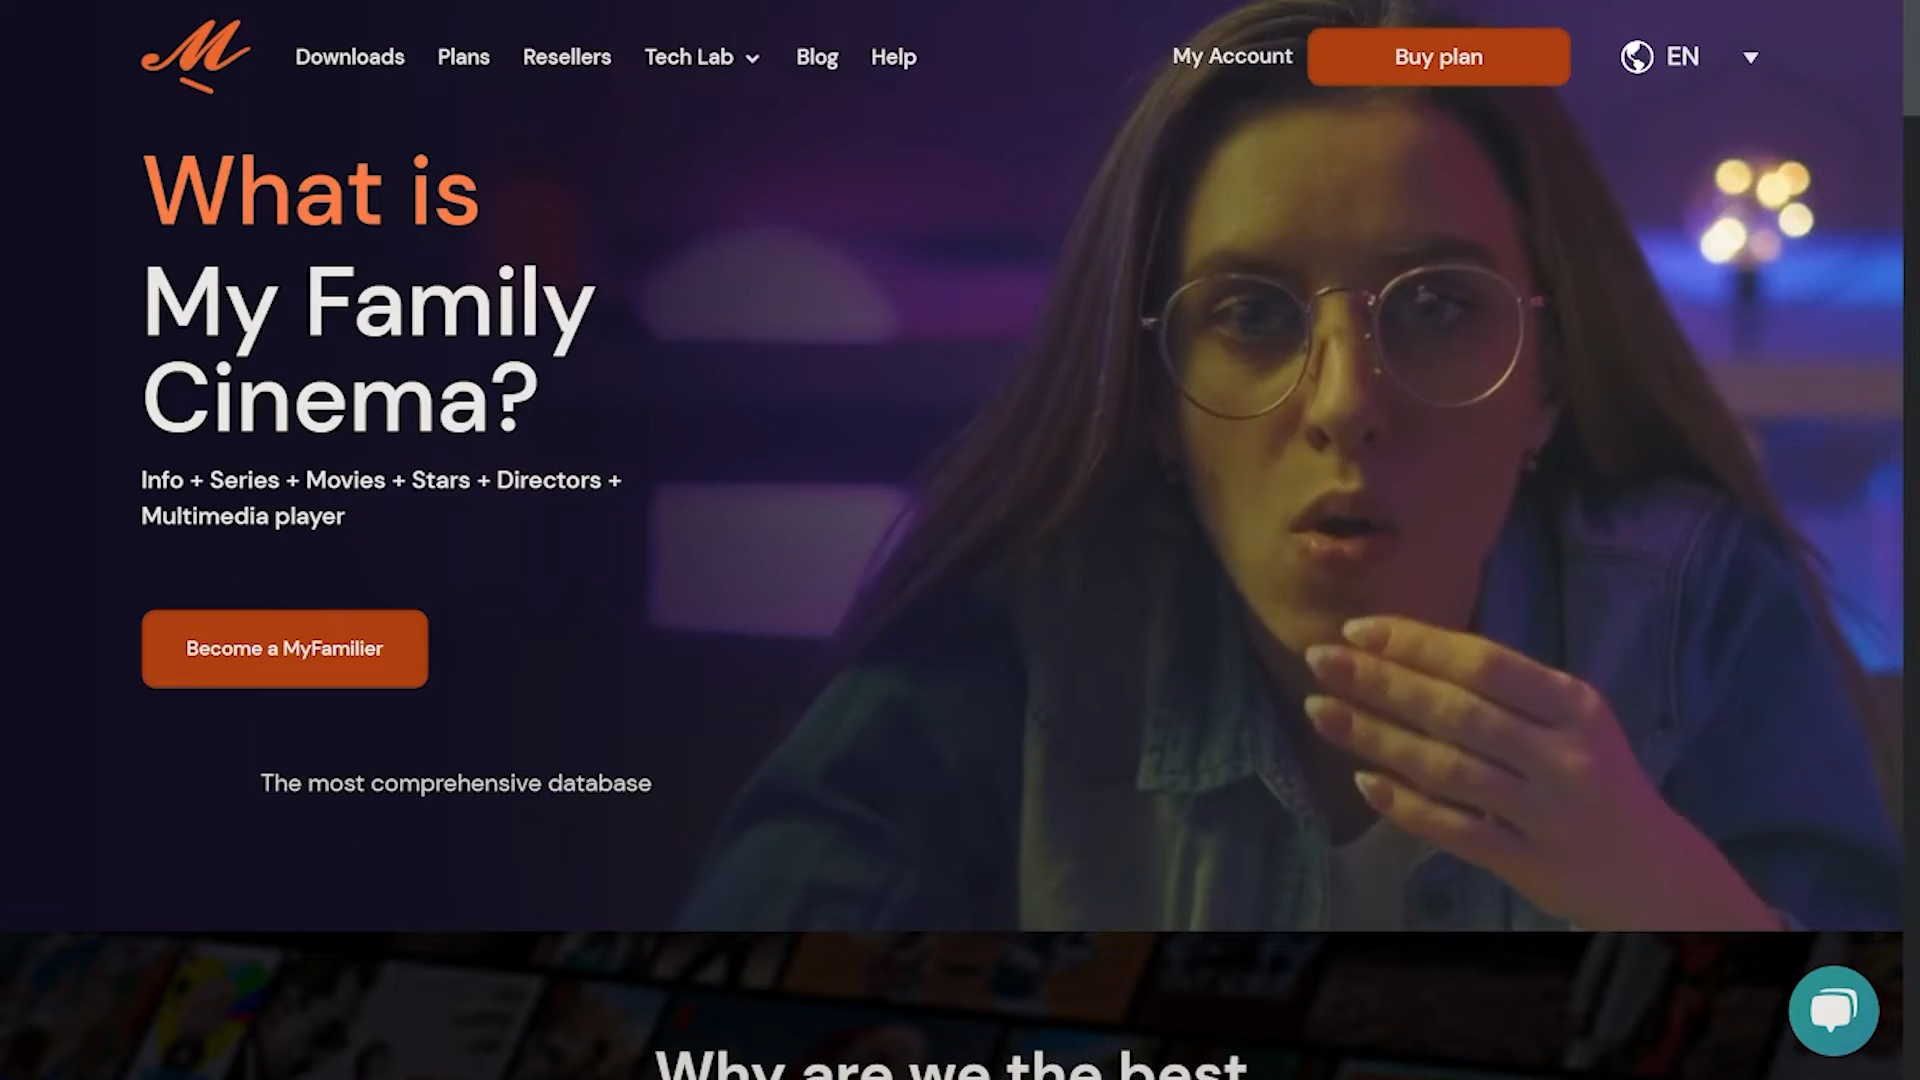 M
Downloads
Plans
Resellers
Tech Lab
Blog
Help
My Account
Buy plan
EN
What is
My Family
Cinema?
Info + Series + Movies + Stars + Directors +
Multimedia player
Become a MyFamilier
The most comprehensive database
Why are we the best